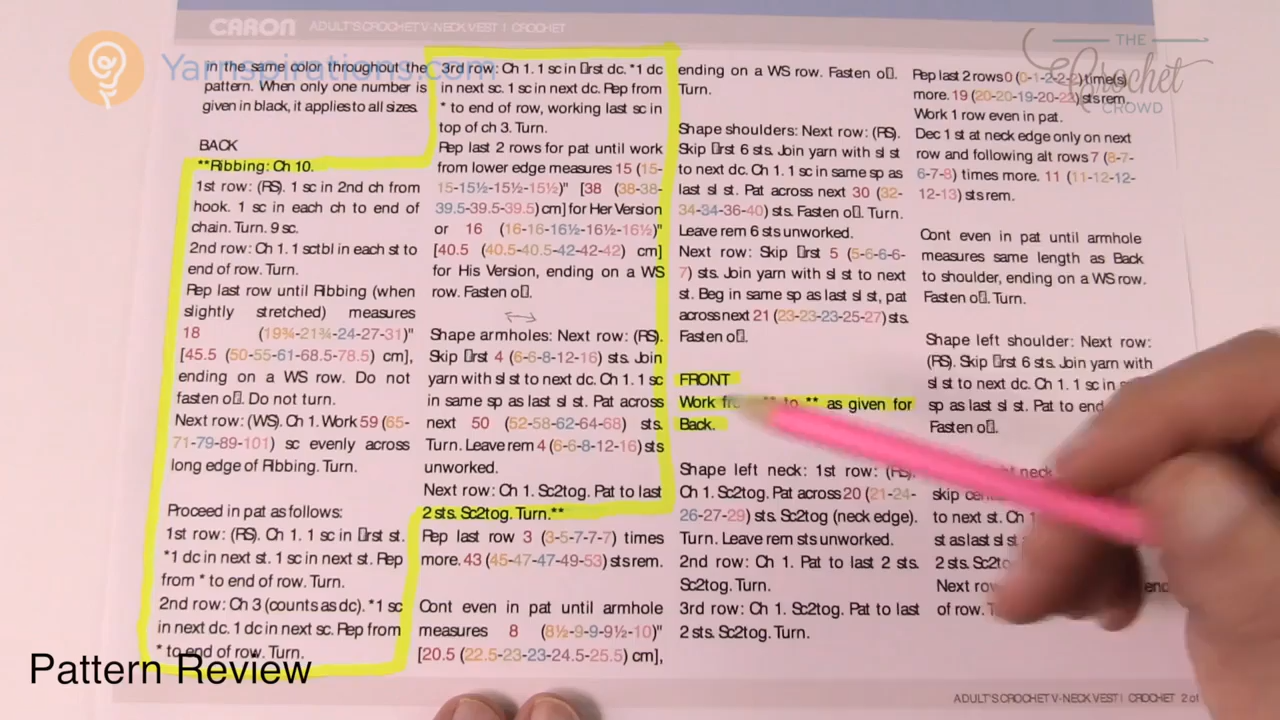 CARON ADULT'S CROCHET V-NECK VEST | CROCHET
Yarnspirations.com
THE
Crochet
CROWD
in the same color throughout the
pattern. When only one number is
given in black, it applies to all sizes.
BACK
**Ribbing: Ch 10.
1st row: (RS). 1 sc in 2nd ch from
hook. 1 sc in each ch to end of
chain. Turn. 9 sc.
2nd row: Ch 1. 1 sctbl in each st to
end of row. Turn.
Rep last row until Ribbing (when
slightly stretched) measures
18 (19¾-21¾-24-27-31)"
[45.5 (50-55-61-68.5-78.5) cm],
ending on a WS row. Do not
fasten o▯. Do not turn.
Next row: (WS). Ch 1. Work 59 (65-
71-79-89-101) sc evenly across
long edge of Ribbing. Turn.
Proceed in pat as follows:
1st row: (RS). Ch 1. 1 sc in ▯rst st.
*1 dc in next st. 1 sc in next st. Rep
from * to end of row. Turn.
2nd row: Ch 3 (counts as dc). *1 sc
in next dc. 1 dc in next sc. Rep from
* to end of row. Turn.
3rd row: Ch 1. 1 sc in ▯rst dc. *1 dc
in next sc. 1 sc in next dc. Rep from
* to end of row, working last sc in
top of ch 3. Turn.
Rep last 2 rows for pat until work
from lower edge measures 15 (15-
15-15½-15½-15½)" [38 (38-38-
39.5-39.5-39.5) cm] for Her Version
or 16 (16-16-16½-16½-16½)"
[40.5 (40.5-40.5-42-42-42) cm]
for His Version, ending on a WS
row. Fasten o▯.
Shape armholes: Next row: (RS).
Skip ▯rst 4 (6-6-8-12-16) sts. Join
yarn with sl st to next dc. Ch 1. 1 sc
in same sp as last sl st. Pat across
next 50 (52-58-62-64-68) sts.
Turn. Leave rem 4 (6-6-8-12-16) sts
unworked.
Next row: Ch 1. Sc2tog. Pat to last
2 sts. Sc2tog. Turn.**
Rep last row 3 (3-5-7-7-7) times
more. 43 (45-47-47-49-53) sts rem.
Cont even in pat until armhole
measures 8 (8½-9-9-9½-10)"
[20.5 (22.5-23-23-24.5-25.5) cm],
ending on a WS row. Fasten o▯.
Turn.
Shape shoulders: Next row: (RS).
Skip ▯rst 6 sts. Join yarn with sl st
to next dc. Ch 1. 1 sc in same sp as
last sl st. Pat across next 30 (32-
34-34-36-40) sts. Fasten o▯. Turn.
Leave rem 6 sts unworked.
Next row: Skip ▯rst 5 (5-6-6-6-
7) sts. Join yarn with sl st to next
st. Beg in same sp as last sl st, pat
across next 21 (23-23-23-25-27) sts.
Fasten o▯.
FRONT
Work ** to ** as given for
Back.
Shape left neck: 1st row: (RS).
Ch 1. Sc2tog. Pat across 20 (21-24-
26-27-29) sts. Sc2tog (neck edge).
Turn. Leave rem sts unworked.
2nd row: Ch 1. Pat to last 2 sts.
Sc2tog. Turn.
3rd row: Ch 1. Sc2tog. Pat to last
2 sts. Sc2tog. Turn.
Rep last 2 rows 0 (0-1-2-2-2) time(s)
more. 19 (20-20-19-20-22) sts rem.
Work 1 row even in pat.
Dec 1 st at neck edge only on next
row and following alt rows 7 (8-7-
6-7-8) times more. 11 (11-12-12-
12-13) sts rem.
Cont even in pat until armhole
measures same length as Back
to shoulder, ending on a WS row.
Fasten o▯. Turn.
Shape left shoulder: Next row:
(RS). Skip ▯rst 6 sts. Join yarn with
sl st to next dc. Ch 1. 1 sc in
sp as last sl st. Pat to end
Fasten o▯.
neck
skip
to next st. Ch 1
st as last sl st
2 sts.
Next row
of row.
ADULT'S CROCHET V-NECK VEST | CROCHET 2 of
Pattern Review